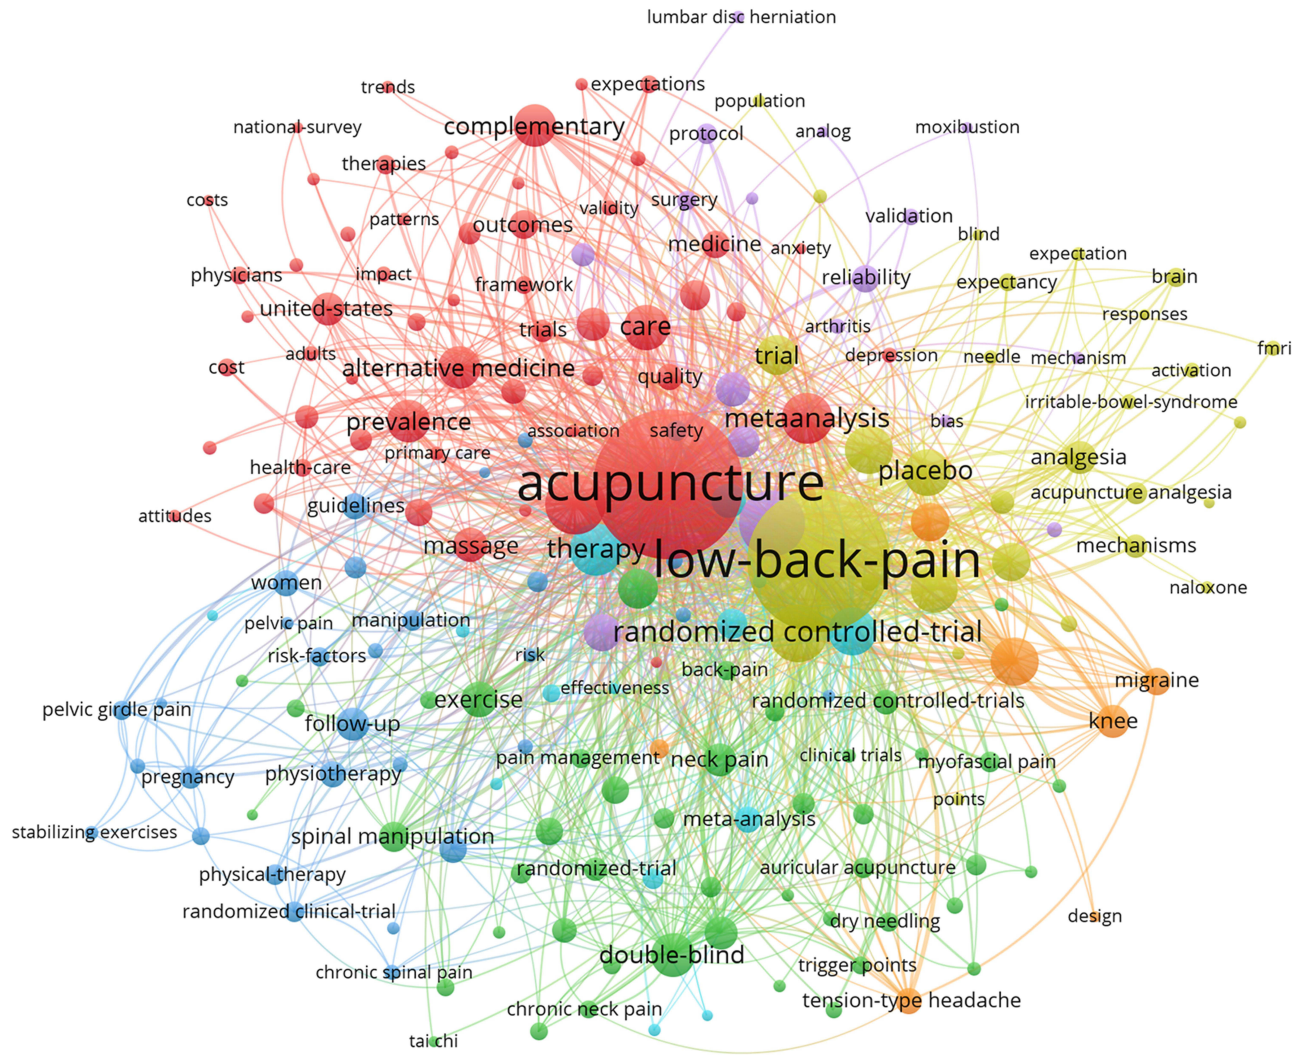 lumbar disc herniation
trends
expectations
population
complementary
national-survey
protocol
analog
moxibustion
therapies
costs
patterns
outcomes
validity
surgery
validation
blind
medicine
anxiety
expectation
physicians
impact
framework
reliability
expectancy
brain
united-states
trials
care
arthritis
responses
adults
cost
alternative medicine
quality
trial
depression
needle
mechanism
fmri
activation
irritable-bowel-syndrome
prevalence
association
safety
metaanalysis
bias
primary care
health-care
analgesia
placebo
acupuncture
acupuncture analgesia
guidelines
attitudes
massage
therapy
low-back-pain
mechanisms
women
naloxone
pelvic pain
manipulation
randomized controlled-trial
risk-factors
risk
back-pain
migraine
effectiveness
exercise
randomized controlled-trials
pelvic girdle pain
follow-up
knee
pain management
neck pain
clinical trials
myofascial pain
pregnancy
physiotherapy
points
stabilizing exercises
spinal manipulation
meta-analysis
physical-therapy
randomized-trial
auricular acupuncture
randomized clinical-trial
dry needling
design
double-blind
chronic spinal pain
trigger points
chronic neck pain
tension-type headache
tai chi